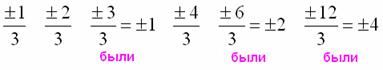 ±1/3 ±2/3 ±3/3 = ±1 ±4/3 ±6/3 = ±2 ±12/3 = ±4
были были были